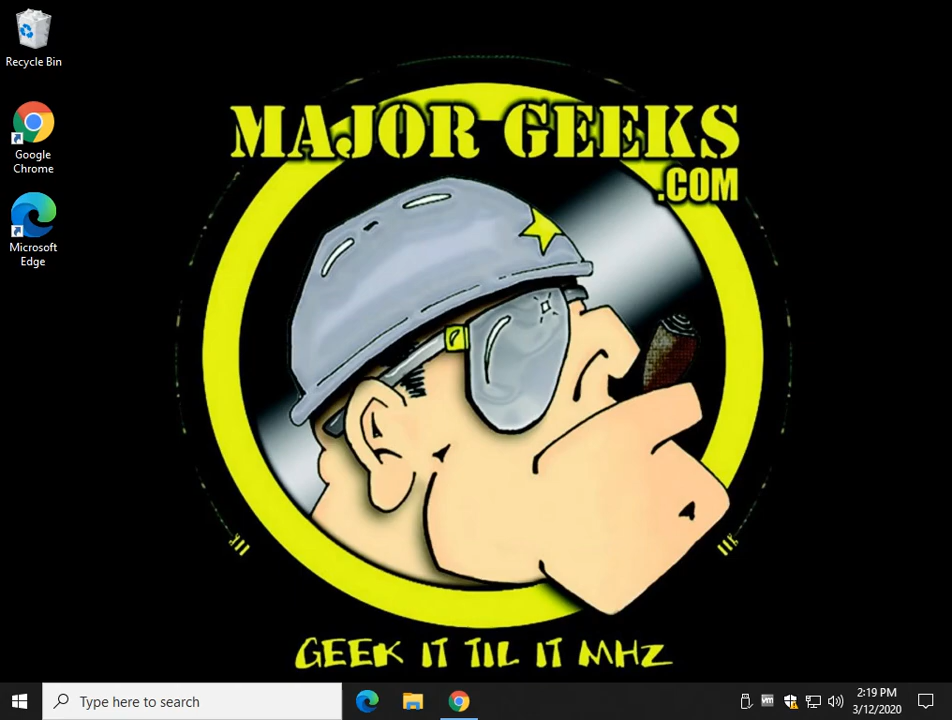 Recycle Bin
Google
Chrome
Microsoft
Edge
MAJOR GEEKS
.COM
GEEK IT TIL IT MHZ
Type here to search
vm
2:19 PM
3/12/2020